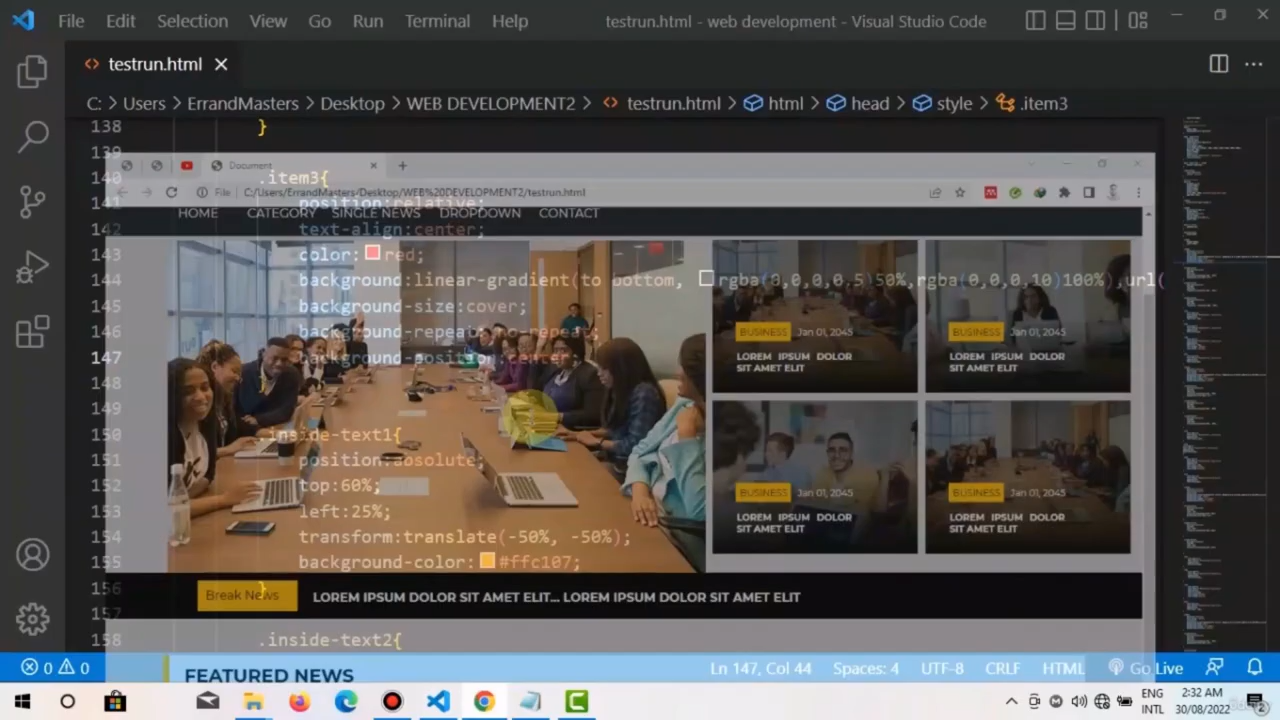 File Edit Selection View Go Run Terminal Help testrun.html - web development - Visual Studio Code
testrun.html
C: > Users > ErrandMasters > Desktop > WEB DEVELOPMENT2 > testrun.html > html > head > style > .item3
138 }
139
Document
140 .item3{
File C:/Users/ErrandMasters/Desktop/WEB%20DEVELOPMENT2/testrun.html
141 position:relative;
HOME CATEGORY SINGLE NEWS DROPDOWN CONTACT
142 text-align:center;
143 color: red;
144 background:linear-gradient(to bottom, rgba(0,0,0,0.5)50%,rgba(0,0,0,10)100%),url(
145 background-size:cover;
146 background-repeat:no-repeat;
147 background-position:center;
148
149
150 .inside-text1{
151 position:absolute;
152 top:60%;
153 left:25%;
154 transform:translate(-50%, -50%);
155 background-color: #ffc107;
156 }
157
158 .inside-text2{
BUSINESS Jan 01, 2045
LOREM IPSUM DOLOR
SIT AMET ELIT
BUSINESS Jan 01, 2045
LOREM IPSUM DOLOR
SIT AMET ELIT
BUSINESS Jan 01, 2045
LOREM IPSUM DOLOR
SIT AMET ELIT
BUSINESS Jan 01, 2045
LOREM IPSUM DOLOR
SIT AMET ELIT
Break News LOREM IPSUM DOLOR SIT AMET ELIT... LOREM IPSUM DOLOR SIT AMET ELIT
FEATURED NEWS
0 0 Ln 147, Col 44 Spaces: 4 UTF-8 CRLF HTML Go Live
ENG 2:32 AM
INTL 30/08/2022
2